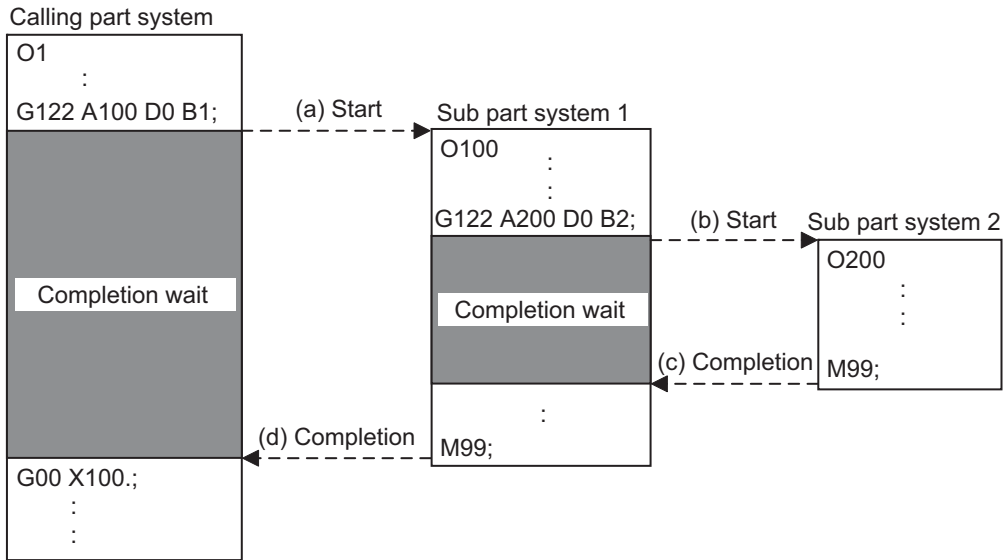 Calling part system
O1
:
G122 A100 D0 B1;
(a) Start
Completion wait
(d) Completion
G00 X100.;
:
:
Sub part system 1
O100
:
:
G122 A200 D0 B2;
(b) Start
Completion wait
(c) Completion
:
M99;
Sub part system 2
O200
:
:
M99;